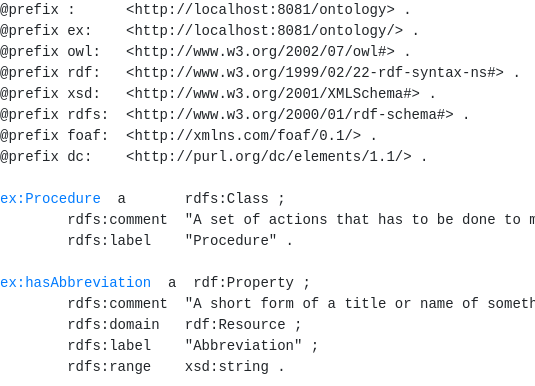 @prefix :      <http://localhost:8081/ontology> .
@prefix ex:    <http://localhost:8081/ontology/> .
@prefix owl:   <http://www.w3.org/2002/07/owl#> .
@prefix rdf:   <http://www.w3.org/1999/02/22-rdf-syntax-ns#> .
@prefix xsd:   <http://www.w3.org/2001/XMLSchema#> .
@prefix rdfs:  <http://www.w3.org/2000/01/rdf-schema#> .
@prefix foaf:  <http://xmlns.com/foaf/0.1/> .
@prefix dc:    <http://purl.org/dc/elements/1.1/> .

ex:Procedure  a       rdfs:Class ;
        rdfs:comment  "A set of actions that has to be done to
        rdfs:label    "Procedure" .

ex:hasAbbreviation  a  rdf:Property ;
        rdfs:comment  "A short form of a title or name of
        rdfs:domain   rdf:Resource ;
        rdfs:label    "Abbreviation" ;
        rdfs:range    xsd:string .